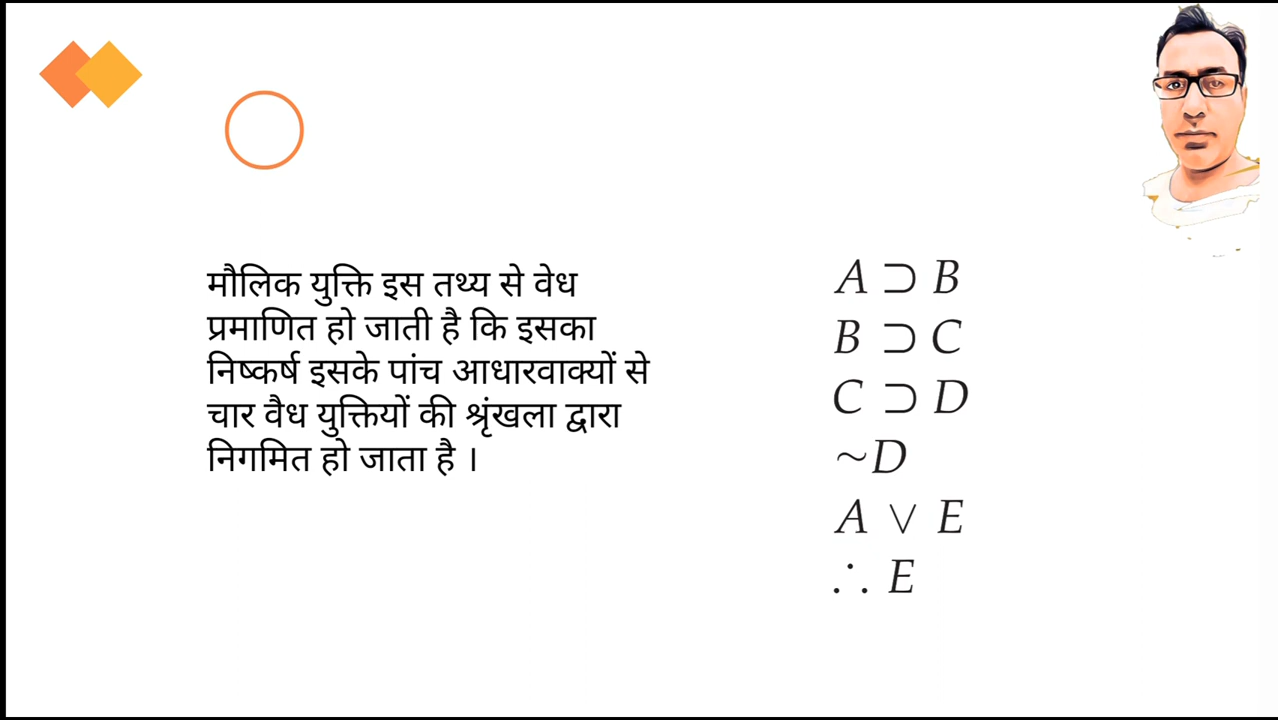 मौलिक युक्ति इस तथ्य से वेध
प्रमाणित हो जाती है कि इसका
निष्कर्ष इसके पांच आधारवाक्यों से
चार वैध युक्तियों की श्रृंखला द्वारा
निगमित हो जाता है ।
A ⊃ B
B ⊃ C
C ⊃ D
~D
A ∨ E
∴ E